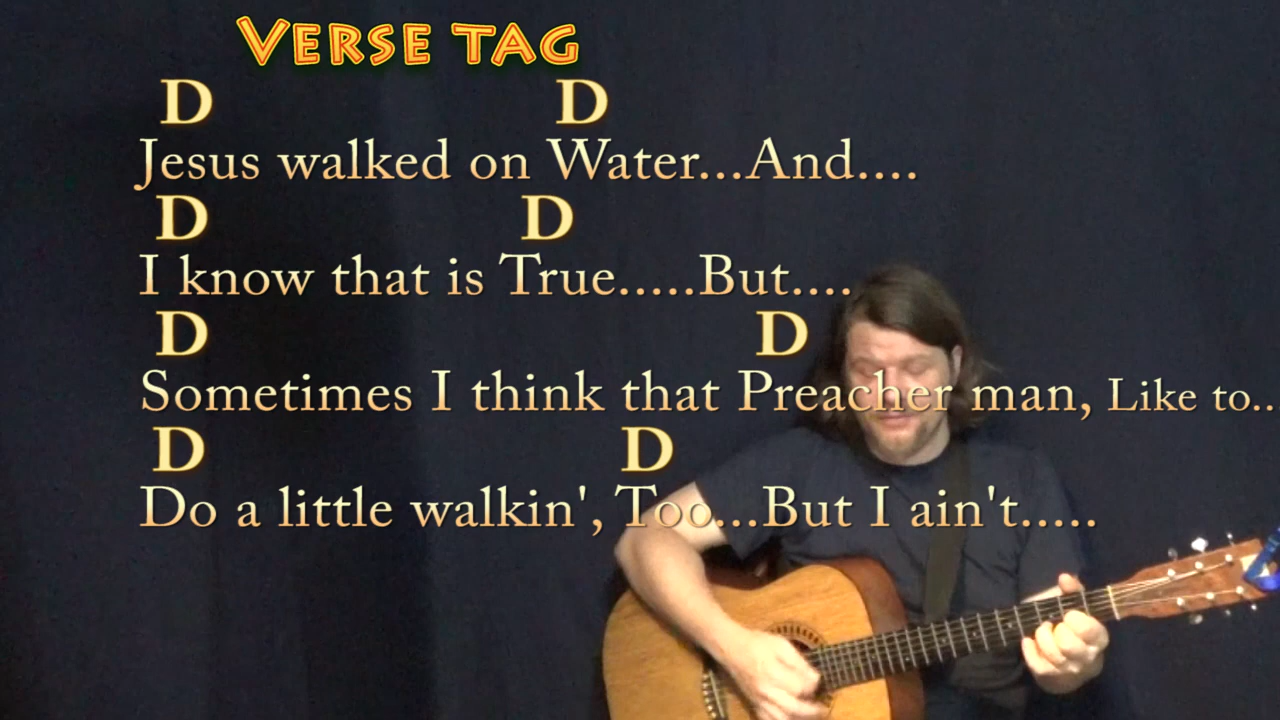 VERSE TAG
D D
Jesus walked on Water...And....
D D
I know that is True.....But....
D D
Sometimes I think that Preacher man, Like to..
D D
Do a little walkin', Too...But I ain't.....